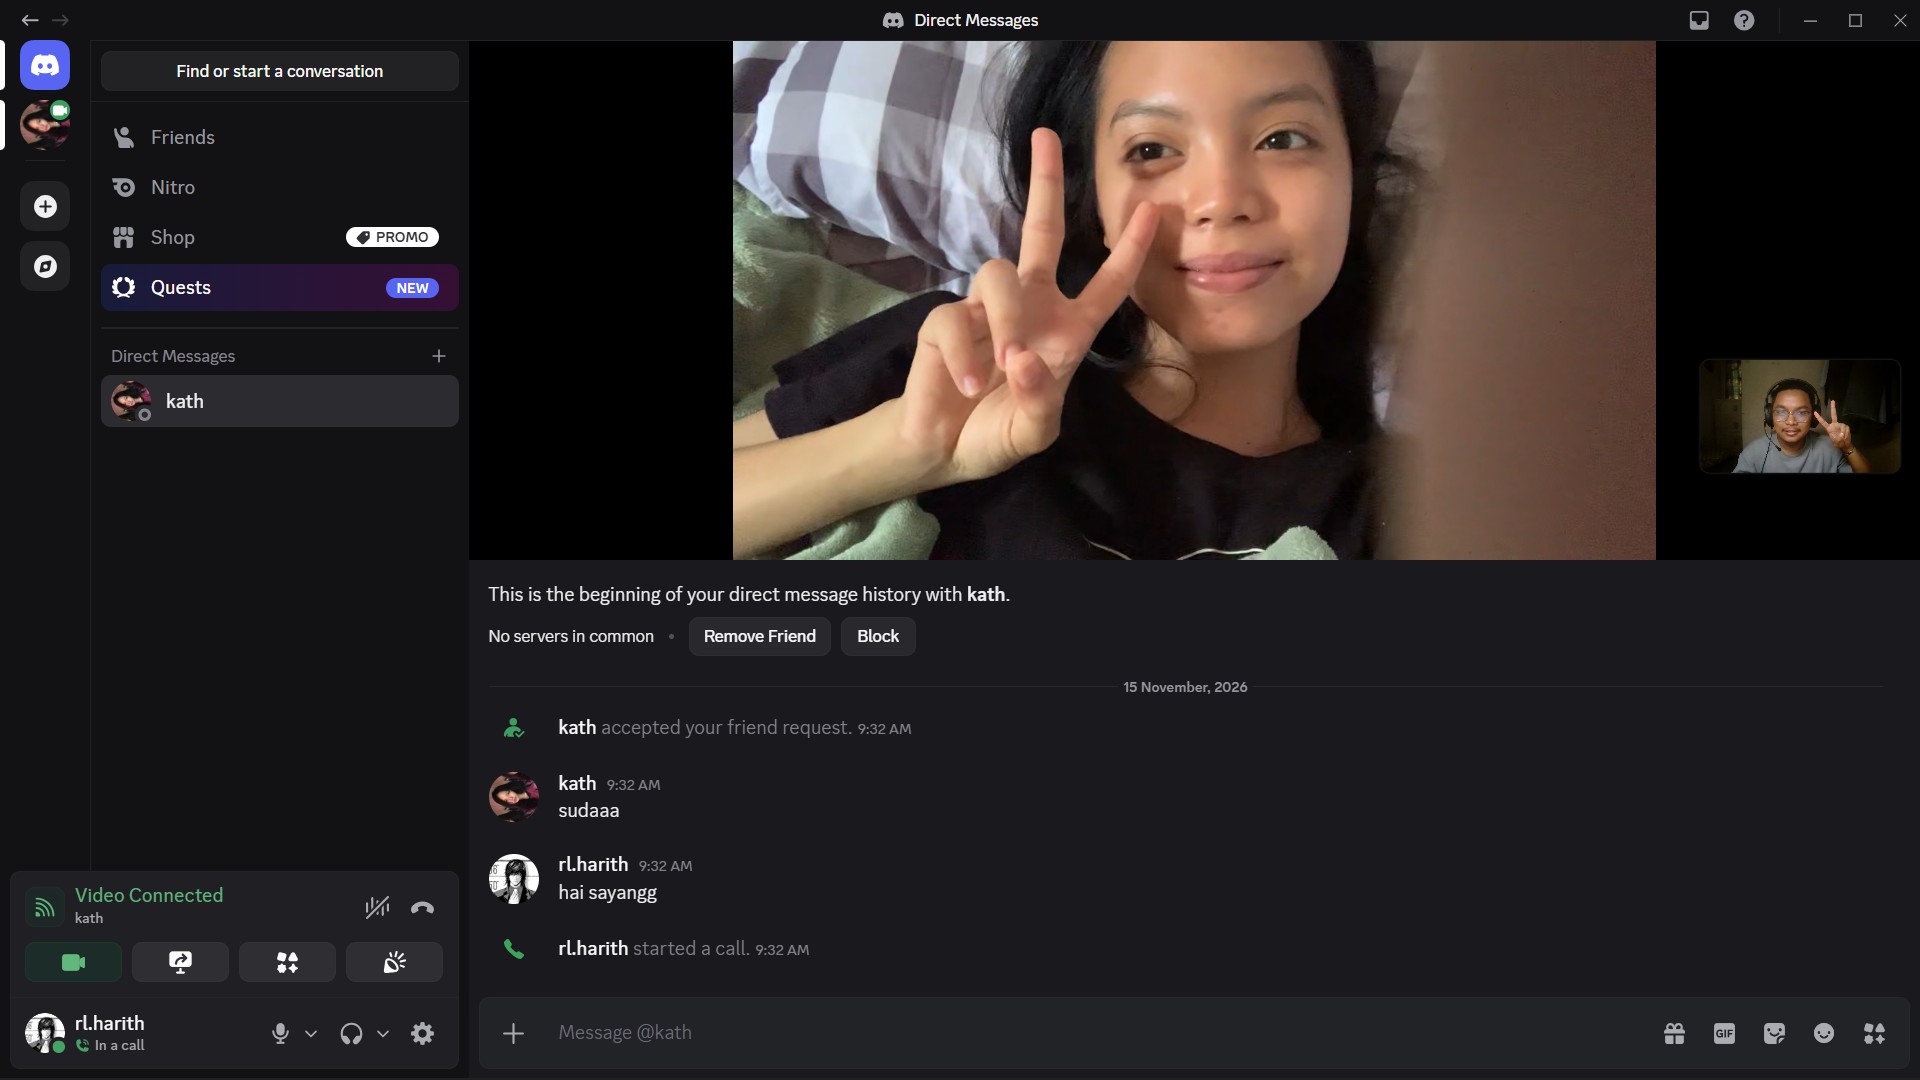 Direct Messages
Find or start a conversation
Friends
Nitro
Shop
PROMO
Quests
NEW
Direct Messages
kath
This is the beginning of your direct message history with kath.
No servers in common
Remove Friend
Block
15 November, 2026
kath accepted your friend request. 9:32 AM
kath 9:32 AM
sudaaa
rl.harith 9:32 AM
hai sayangg
rl.harith started a call. 9:32 AM
Video Connected
kath
rl.harith
In a call
Message @kath
GIF